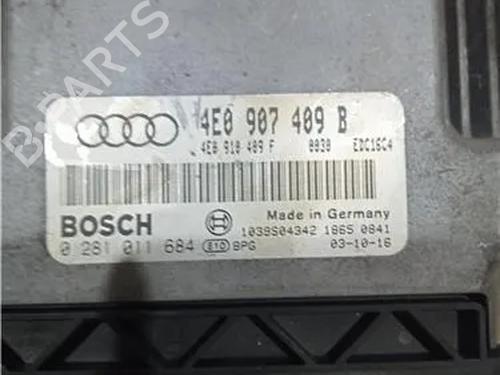 4E0 907 409 B
4E0 910 409 F 0030 EDC16C4
BOSCH
Made in Germany
1039S04342 1865 0841
0 281 011 684 E10 BPG 03-10-16
B-PARTS